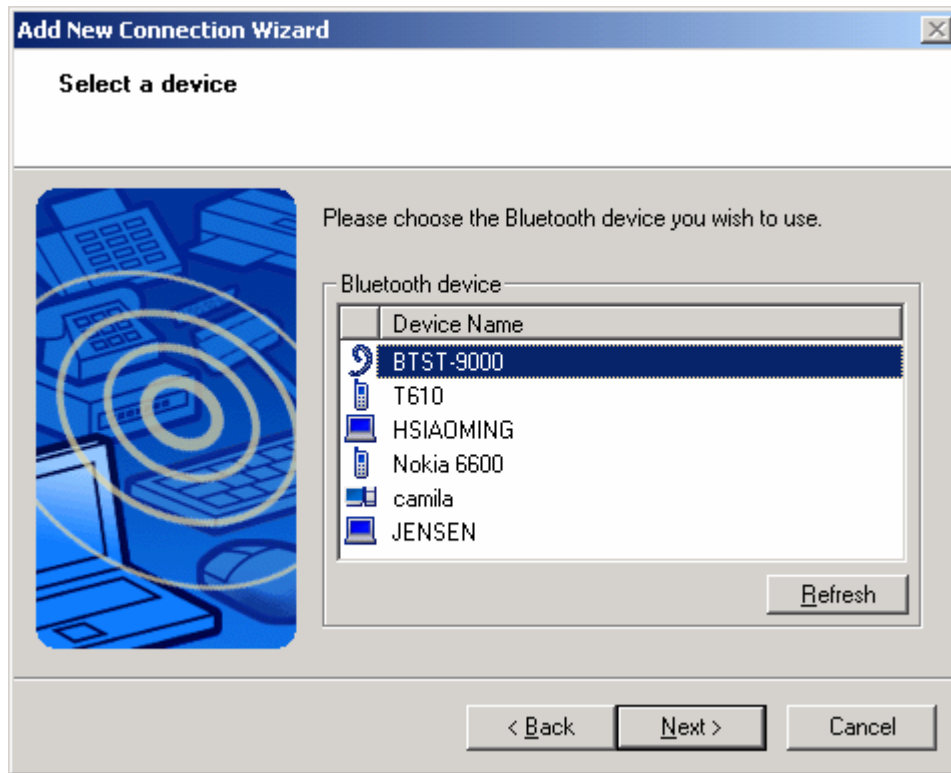 Add New Connection Wizard
Select a device
Please choose the Bluetooth device you wish to use.
Bluetooth device
Device Name
BTST-9000
T610
HSIAOMING
Nokia 6600
camila
JENSEN
Refresh
< Back
Next >
Cancel